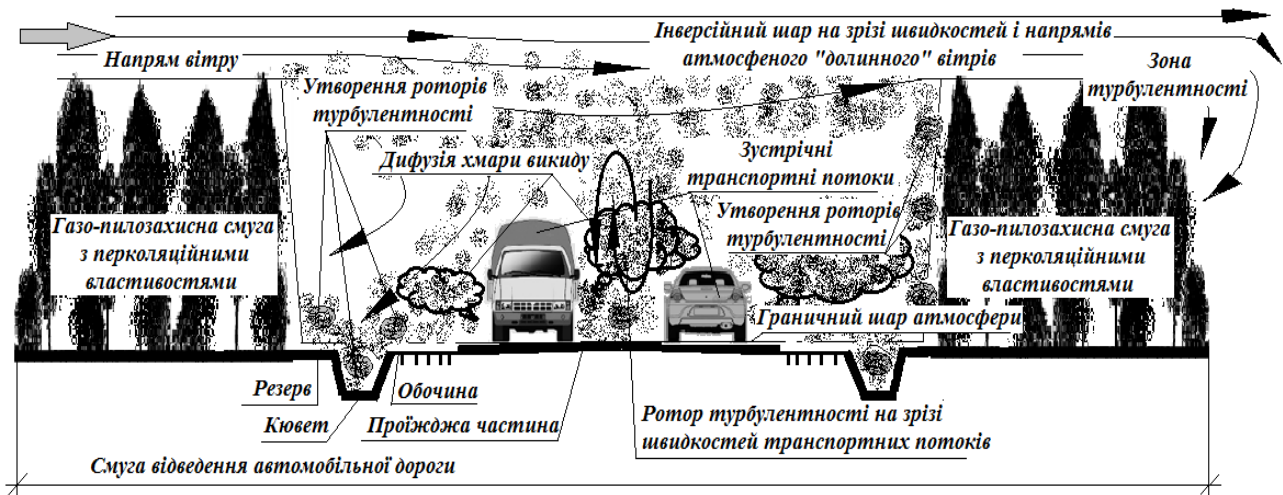 Інверсійний шар на зрізі швидкостей і напрямів
атмосфеного "долинного" вітрів
Напрям вітру
Зона
турбулентності
Утворення роторів
турбулентності
Дифузія хмари викиду
Зустрічні
транспортні потоки
Утворення роторів
турбулентності
Газо-пилозахисна смуга
з перколяційними
властивостями
Газо-пилозахисна смуга
з перколяційними
властивостями
Граничний шар атмосфери
Резерв
Обочина
Кювет
Проїжджа частина
Ротор турбулентності на зрізі
швидкостей транспортних потоків
Смуга відведення автомобільної дороги